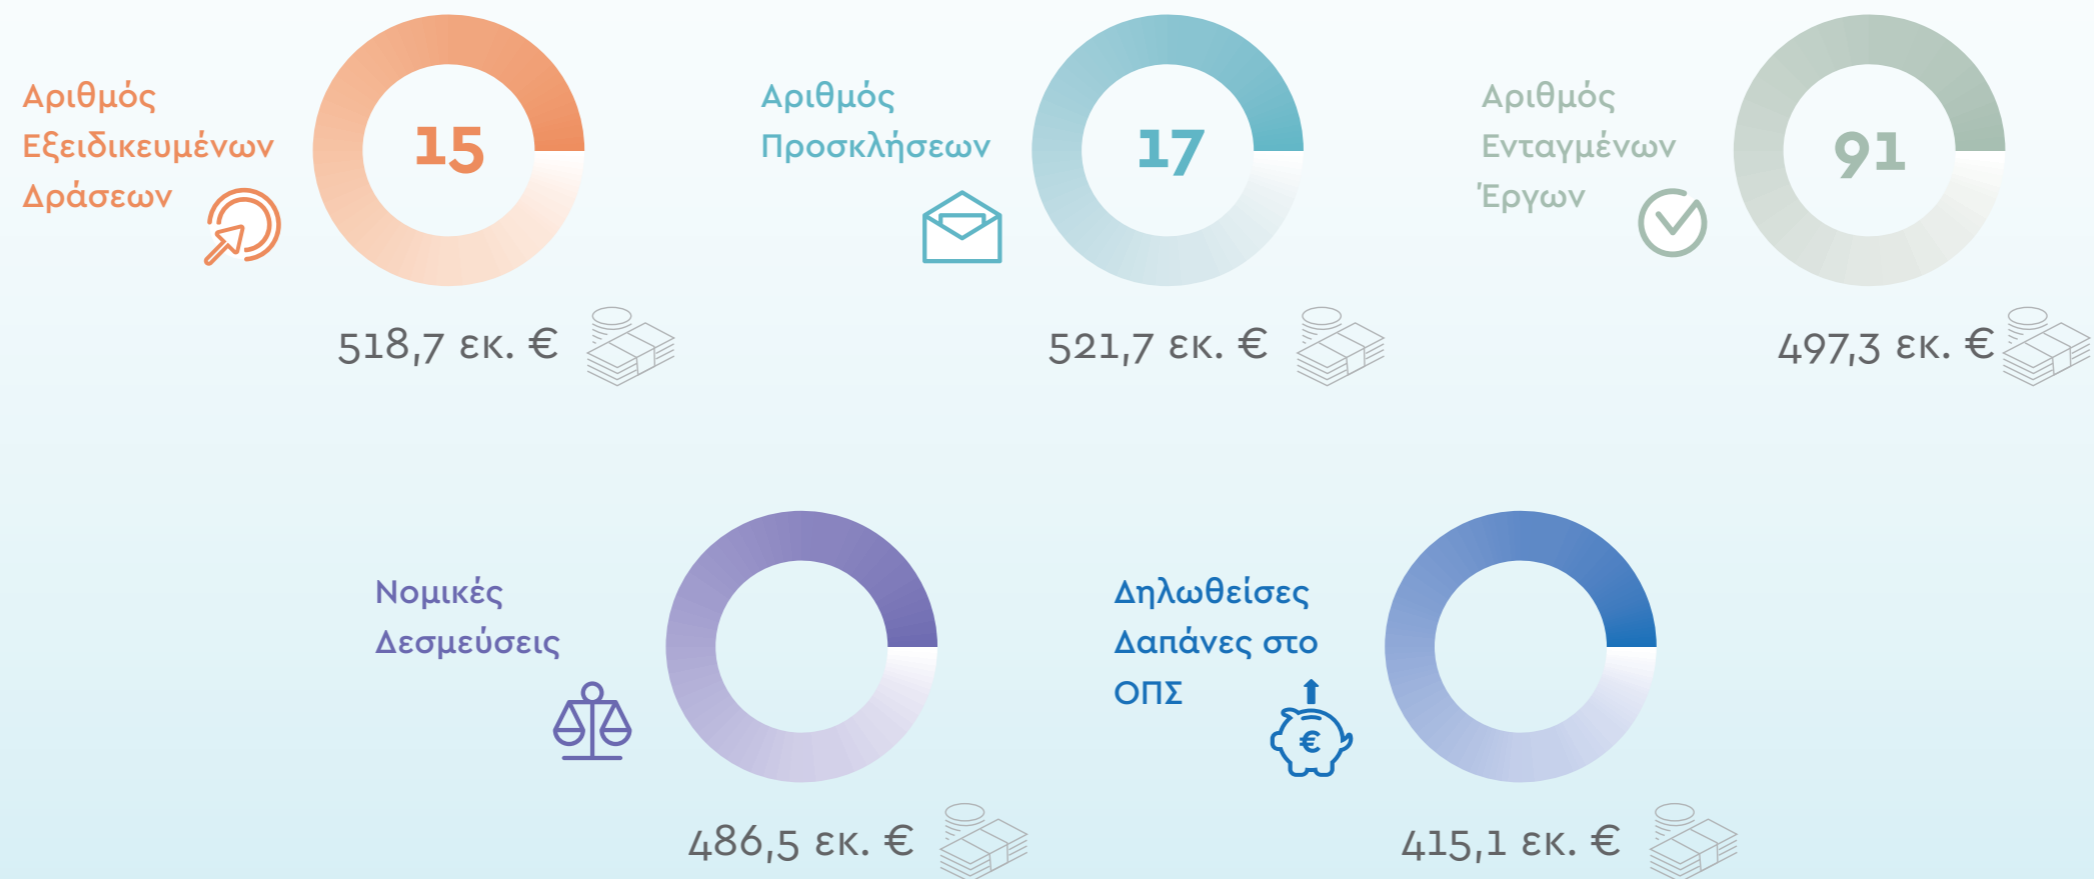 Αριθμός
Εξειδικευμένων
Δράσεων
15
518,7 εκ. €
Αριθμός
Προσκλήσεων
17
521,7 εκ. €
Αριθμός
Ενταγμένων
Έργων
91
497,3 εκ. €
Νομικές
Δεσμεύσεις
486,5 εκ. €
Δηλωθείσες
Δαπάνες στο
ΟΠΣ
€
415,1 εκ. €